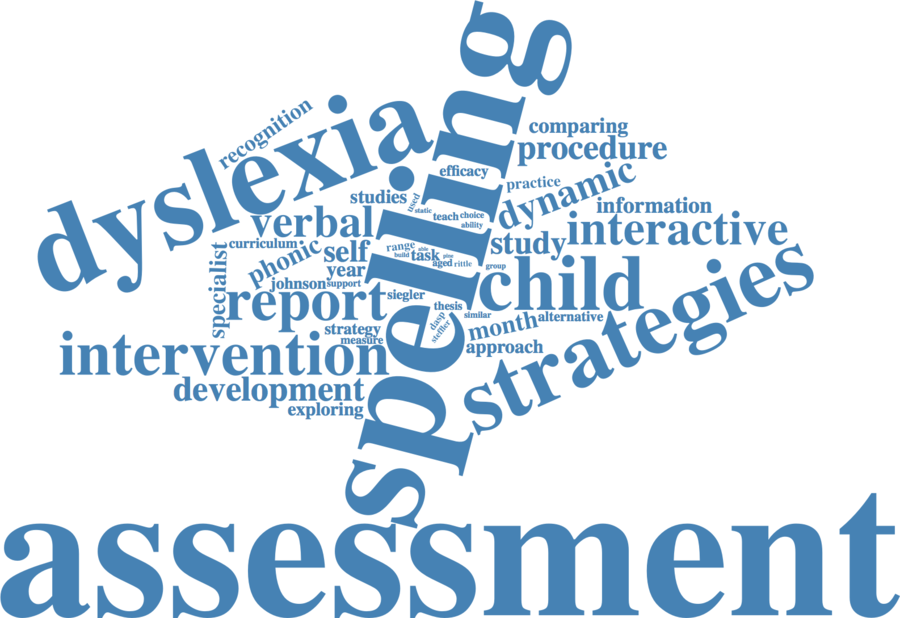 spelling
recognition
dyslexia
comparing
procedure
efficacy
practice
dynamic
studies
used
static
teach
choice
ability
information
verbal
interactive
curriculum
self
range
able
build
task
study
specialist
phonic
year
aged
rittle
group
johnson
support
child
report
siegler
thesis
similar
strategies
dasp
steffler
month
alternative
strategy
measure
intervention
approach
development
exploring
assessment